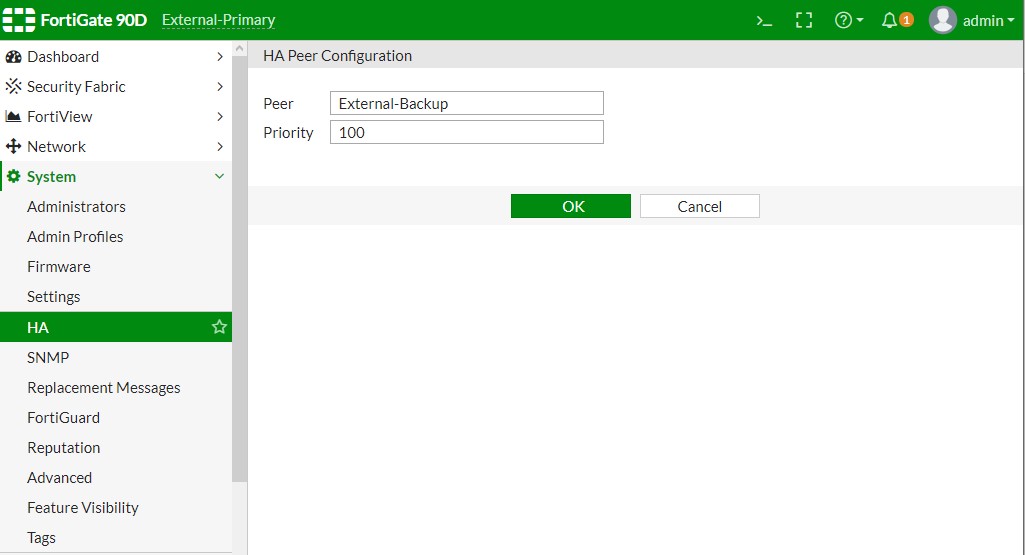 FortiGate 90D External-Primary >_ ? 1 admin
Dashboard
Security Fabric
FortiView
Network
System
Administrators
Admin Profiles
Firmware
Settings
HA
SNMP
Replacement Messages
FortiGuard
Reputation
Advanced
Feature Visibility
Tags
HA Peer Configuration
Peer External-Backup
Priority 100
OK Cancel